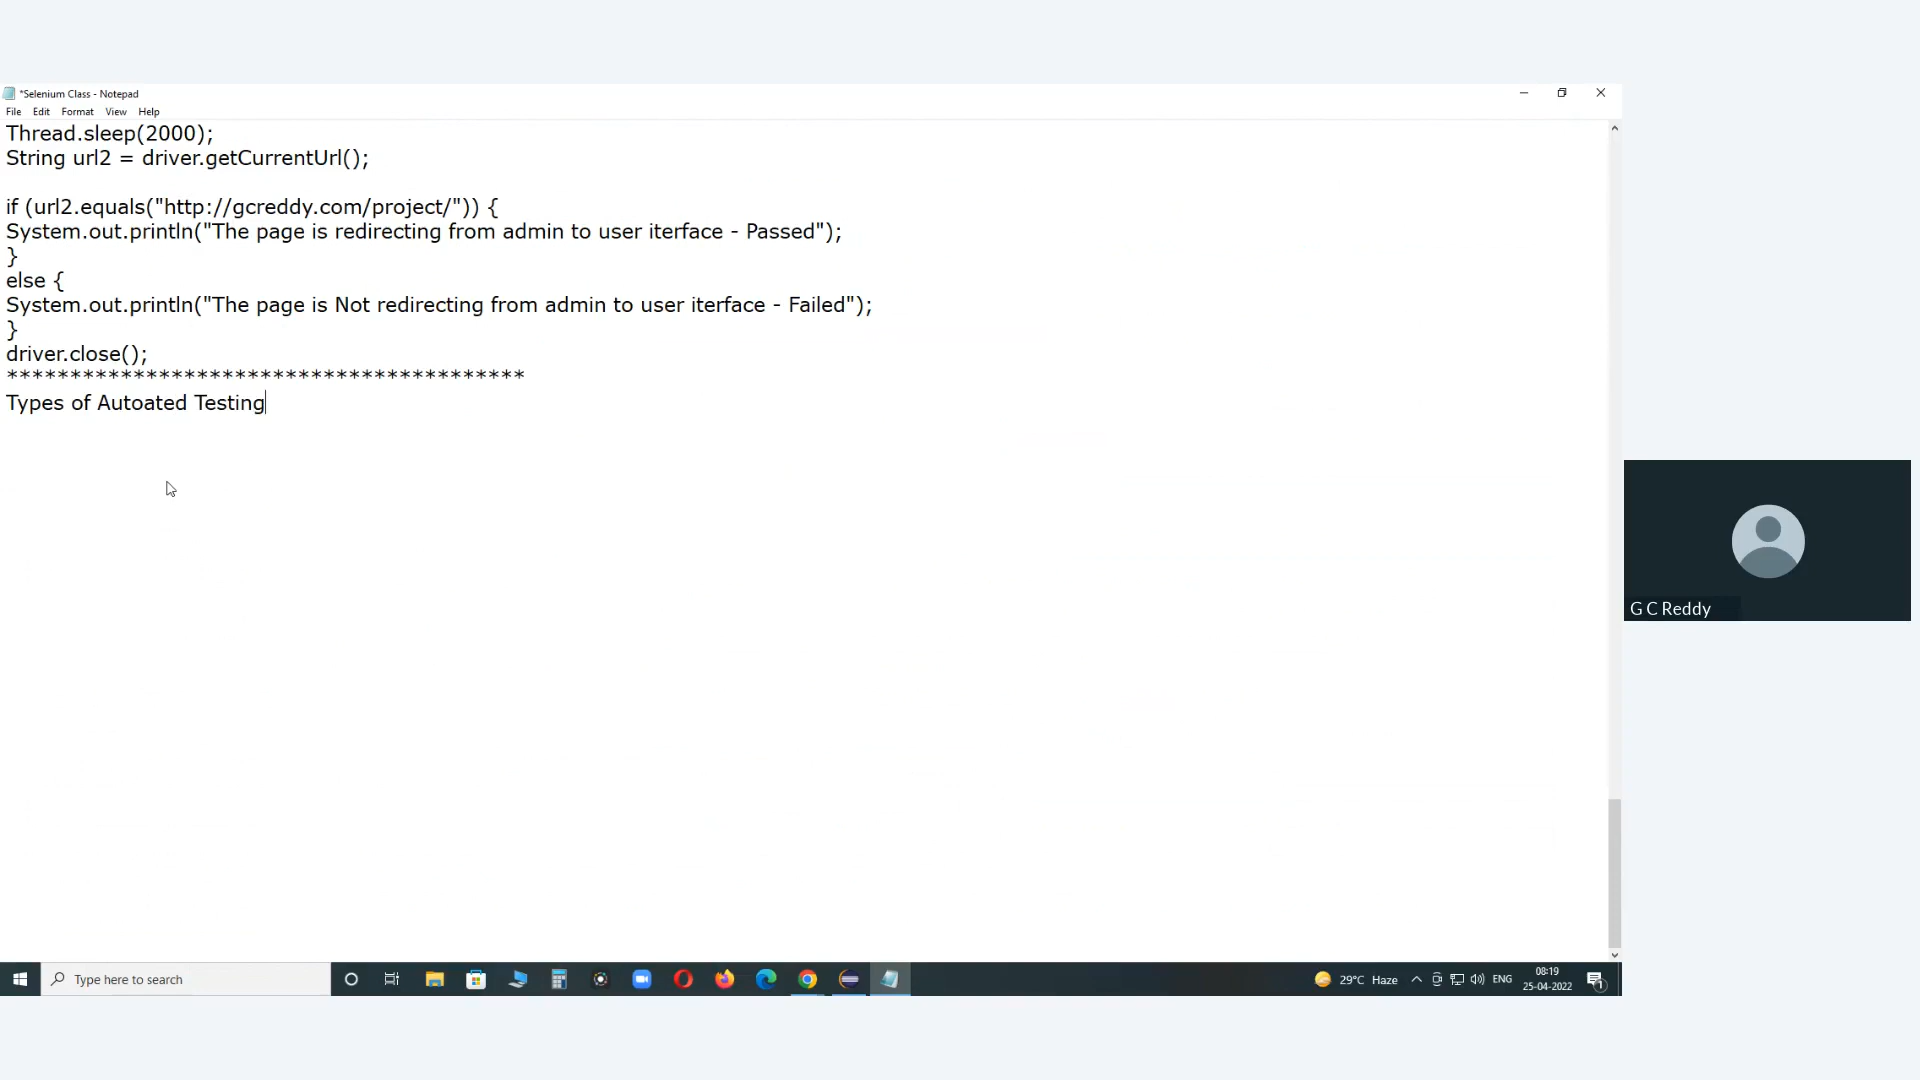 *Selenium Class - Notepad
File Edit Format View Help
Thread.sleep(2000);
String url2 = driver.getCurrentUrl();
if (url2.equals("http://gcreddy.com/project/")) {
System.out.println("The page is redirecting from admin to user iterface - Passed");
}
else {
System.out.println("The page is Not redirecting from admin to user iterface - Failed");
}
driver.close();
*****************************************
Types of Autoated Testing
G C Reddy
Type here to search
29°C Haze
ENG
08:19
25-04-2022
1